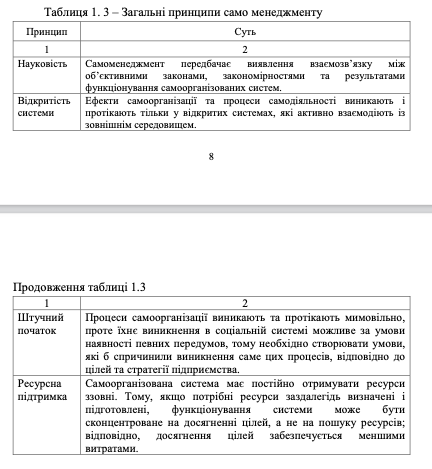 Таблиця 1. 3 – Загальні принципи само менеджменту
Принцип Суть
1 2
Науковість Самоменеджмент передбачає виявлення взаємозв’язку між
об’єктивними законами, закономірностями та результатами
функціонування самоорганізованих систем.
Відкритість Ефекти самоорганізації та процеси самодіяльності виникають і
системи протікають тільки у відкритих системах, які активно взаємодіють із
зовнішнім середовищем.
8
Продовження таблиці 1.3
1 2
Штучний Процеси самоорганізації виникають та протікають мимовільно,
початок проте їхнє виникнення в соціальній системі можливе за умови
наявності певних передумов, тому необхідно створювати умови,
які б спричинили виникнення саме цих процесів, відповідно до
цілей та стратегії підприємства.
Ресурсна Самоорганізована система має постійно отримувати ресурси
підтримка ззовні. Тому, якщо потрібні ресурси заздалегідь визначені і
підготовлені, функціонування системи може бути
сконцентроване на досягненні цілей, а не на пошуку ресурсів;
відповідно, досягнення цілей забезпечується меншими
витратами.